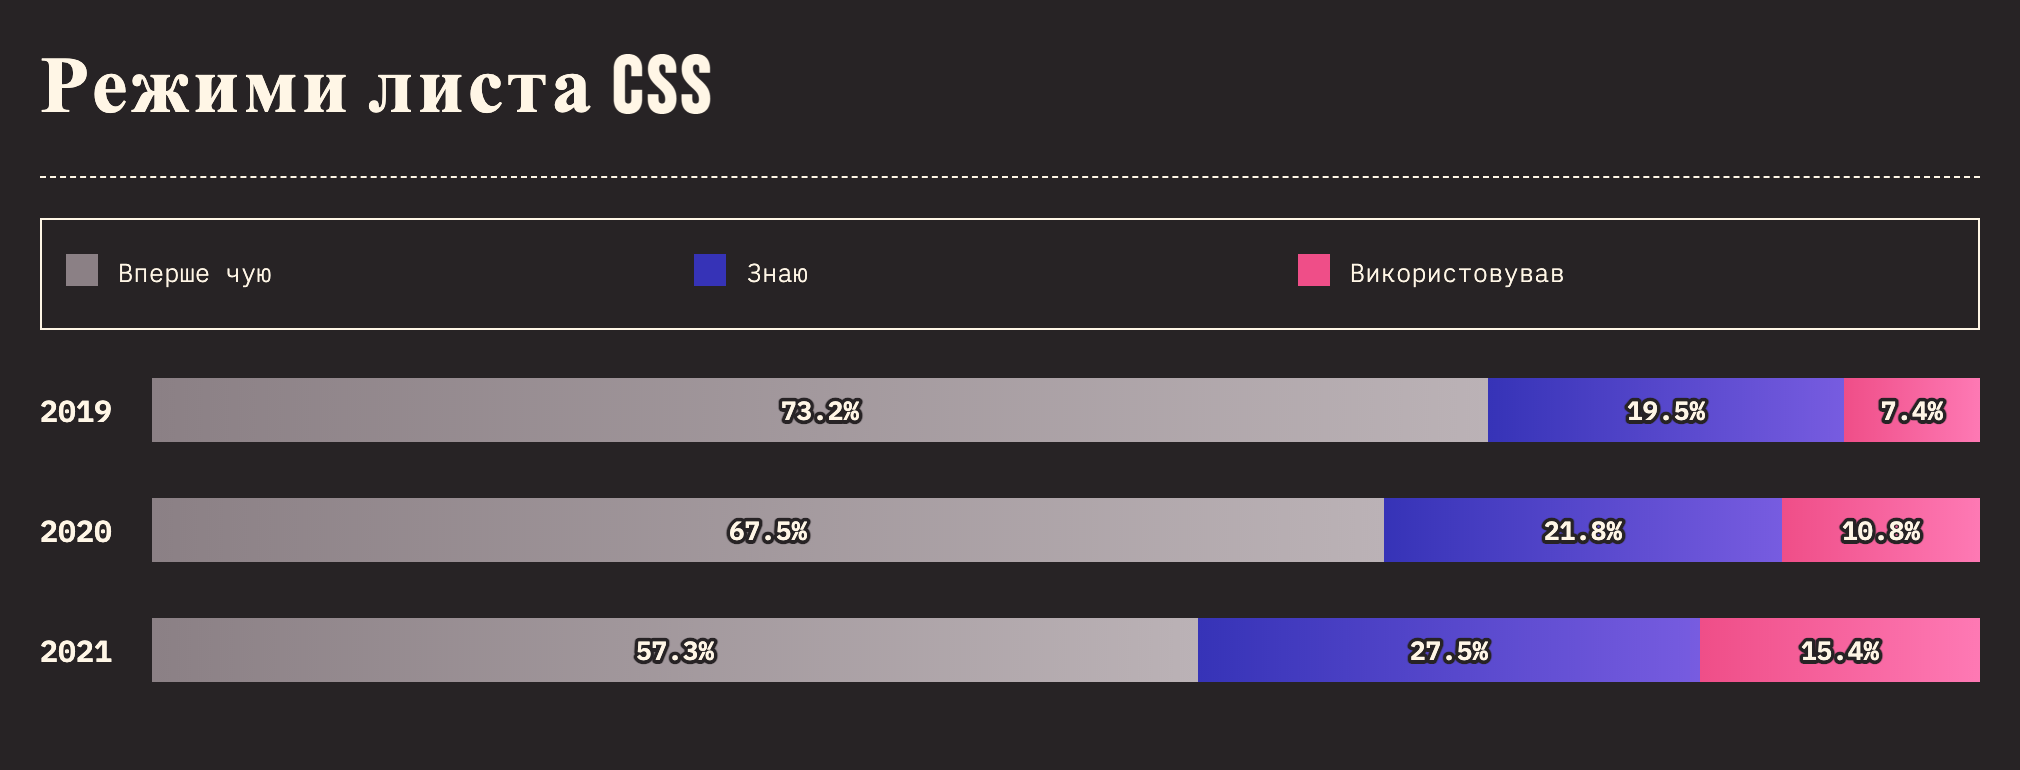 Режими листа CSS
Вперше чую Знаю Використовував
2019 73.2% 19.5% 7.4%
2020 67.5% 21.8% 10.8%
2021 57.3% 27.5% 15.4%